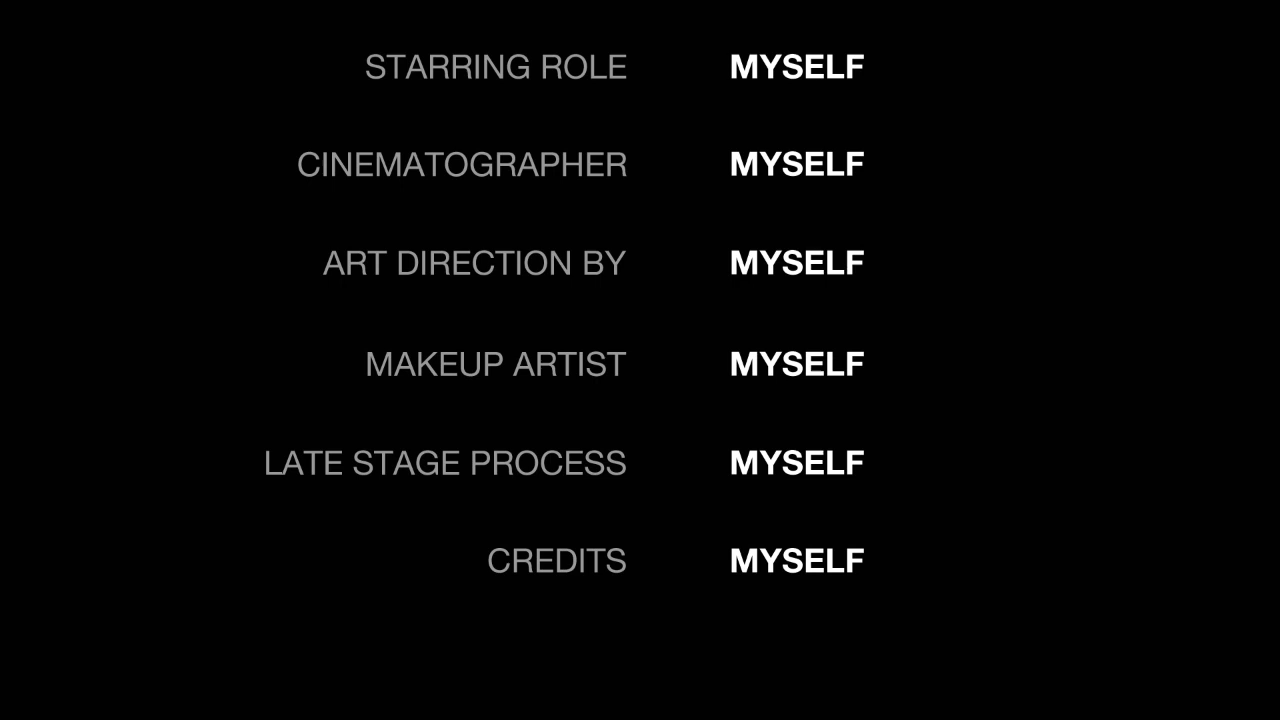 STARRING ROLE MYSELF
CINEMATOGRAPHER MYSELF
ART DIRECTION BY MYSELF
MAKEUP ARTIST MYSELF
LATE STAGE PROCESS MYSELF
CREDITS MYSELF